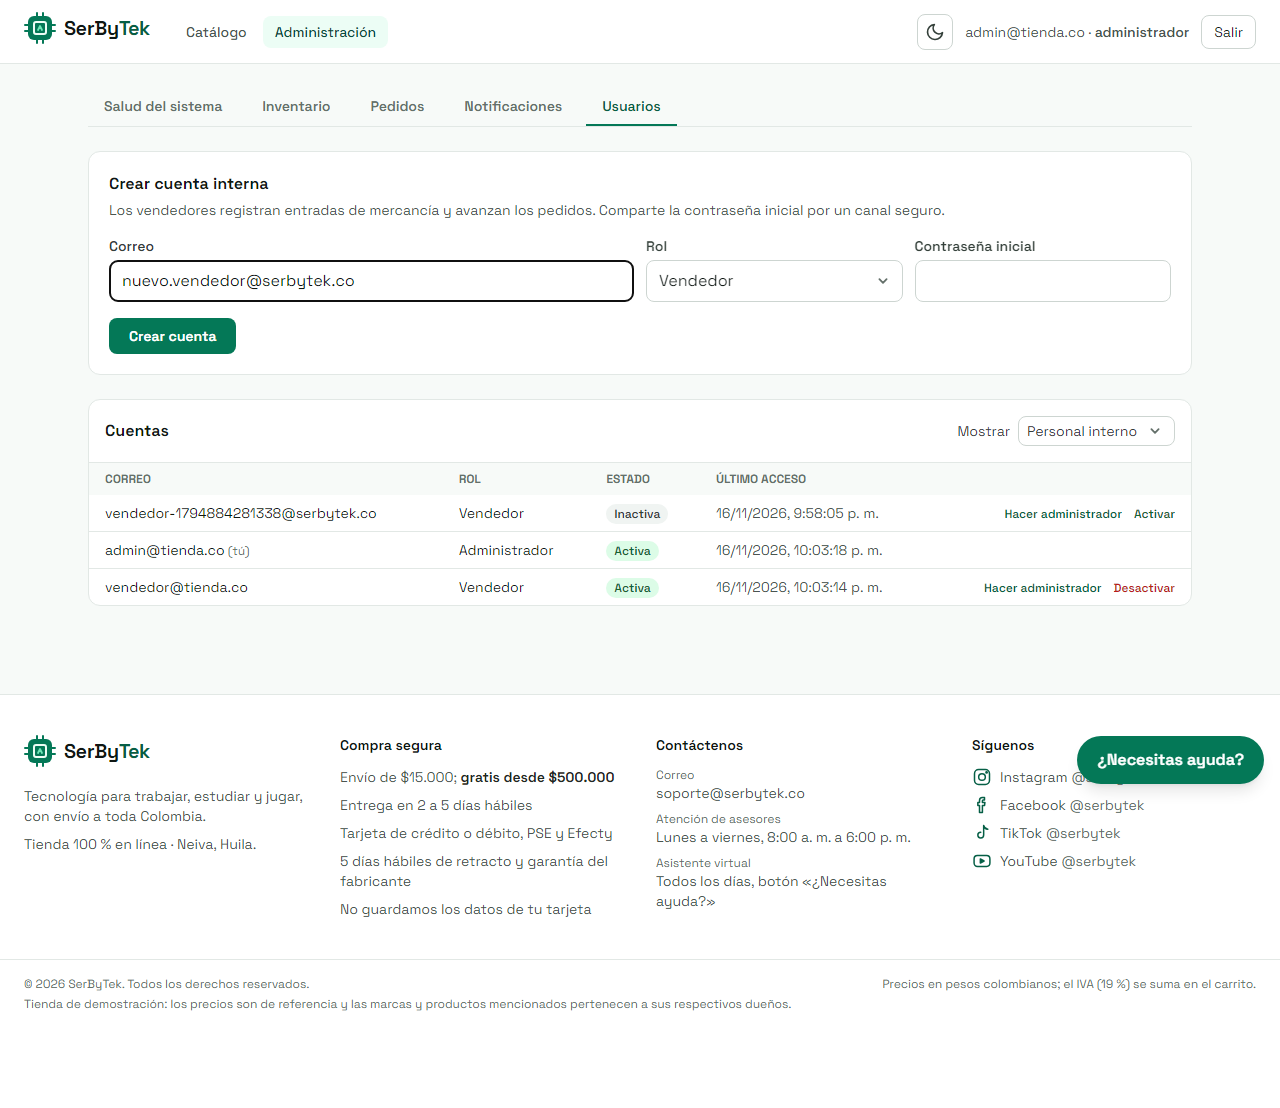 SerByTek
Catálogo
Administración
admin@tienda.co · administrador
Salir
Salud del sistema
Inventario
Pedidos
Notificaciones
Usuarios
Crear cuenta interna
Los vendedores registran entradas de mercancía y avanzan los pedidos. Comparte la contraseña inicial por un canal seguro.
Correo
Rol
Contraseña inicial
nuevo.vendedor@serbytek.co
Vendedor
Crear cuenta
Cuentas
Mostrar
Personal interno
CORREO ROL ESTADO ÚLTIMO ACCESO
vendedor-1794884281338@serbytek.co Vendedor Inactiva 16/11/2026, 9:58:05 p. m. Hacer administrador Activar
admin@tienda.co (tú) Administrador Activa 16/11/2026, 10:03:18 p. m.
vendedor@tienda.co Vendedor Activa 16/11/2026, 10:03:14 p. m. Hacer administrador Desactivar
SerByTek
Tecnología para trabajar, estudiar y jugar,
con envío a toda Colombia.
Tienda 100 % en línea · Neiva, Huila.
Compra segura
Envío de $15.000; gratis desde $500.000
Entrega en 2 a 5 días hábiles
Tarjeta de crédito o débito, PSE y Efecty
5 días hábiles de retracto y garantía del
fabricante
No guardamos los datos de tu tarjeta
Contáctenos
Correo
soporte@serbytek.co
Atención de asesores
Lunes a viernes, 8:00 a. m. a 6:00 p. m.
Asistente virtual
Todos los días, botón «¿Necesitas
ayuda?»
Síguenos
Instagram
Facebook @serbytek
TikTok @serbytek
YouTube @serbytek
¿Necesitas ayuda?
© 2026 SerByTek. Todos los derechos reservados.
Tienda de demostración: los precios son de referencia y las marcas y productos mencionados pertenecen a sus respectivos dueños.
Precios en pesos colombianos; el IVA (19 %) se suma en el carrito.